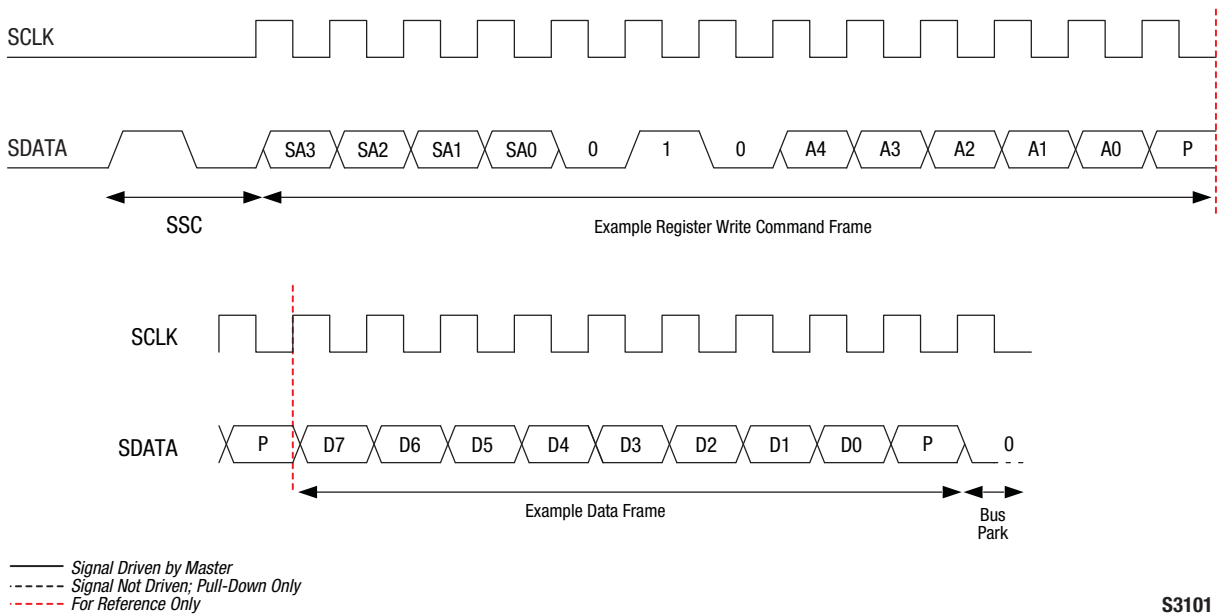 SCLK
SDATA SA3 SA2 SA1 SA0 0 1 0 A4 A3 A2 A1 A0 P
SSC Example Register Write Command Frame
SCLK
SDATA P D7 D6 D5 D4 D3 D2 D1 D0 P 0
Example Data Frame Bus
Park
Signal Driven by Master
Signal Not Driven; Pull-Down Only
For Reference Only S3101